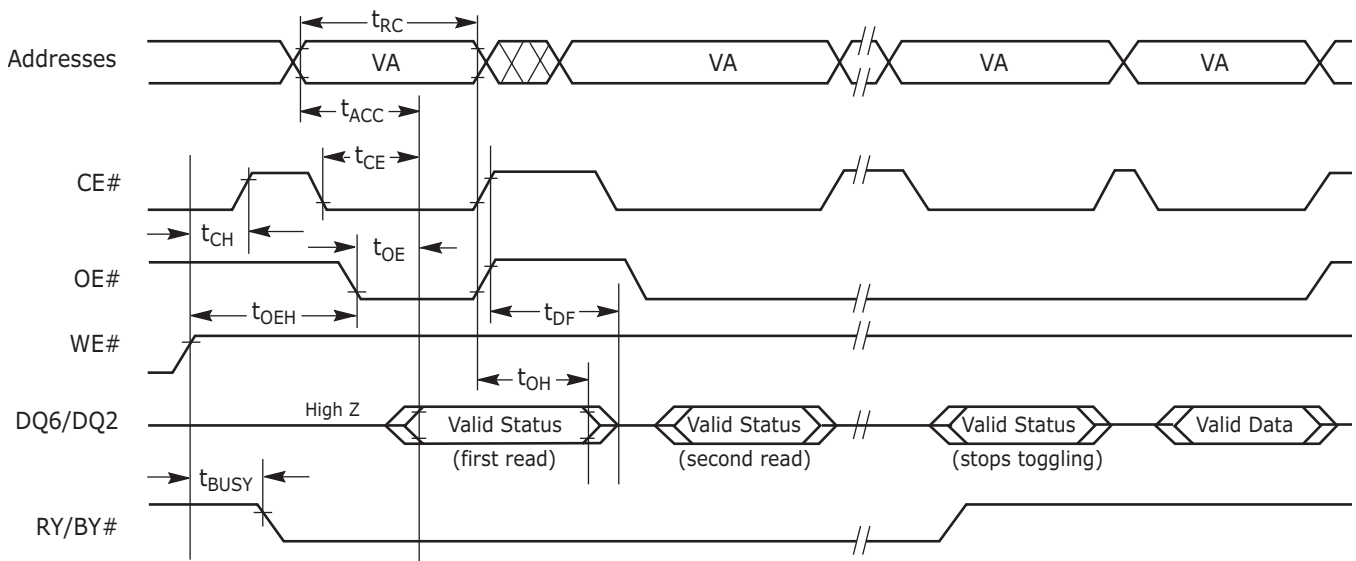 tRC
Addresses VA VA VA VA
tACC
tCE
CE#
tCH tOE
OE#
tOEH tDF
WE#
tOH
High Z
DQ6/DQ2 Valid Status Valid Status Valid Status Valid Data
(first read) (second read) (stops toggling)
tBUSY
RY/BY#